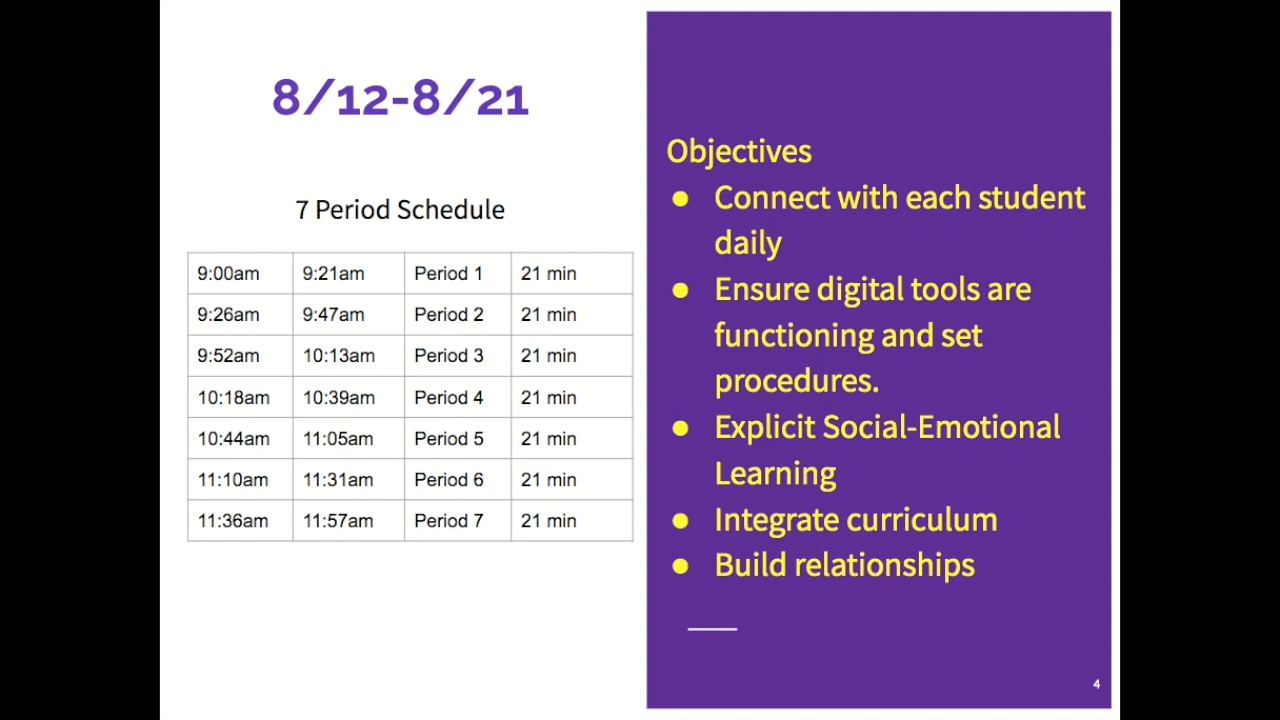 8/12-8/21
7 Period Schedule
9:00am 9:21am Period 1 21 min
9:26am 9:47am Period 2 21 min
9:52am 10:13am Period 3 21 min
10:18am 10:39am Period 4 21 min
10:44am 11:05am Period 5 21 min
11:10am 11:31am Period 6 21 min
11:36am 11:57am Period 7 21 min
Objectives
● Connect with each student
daily
● Ensure digital tools are
functioning and set
procedures.
● Explicit Social-Emotional
Learning
● Integrate curriculum
● Build relationships
4